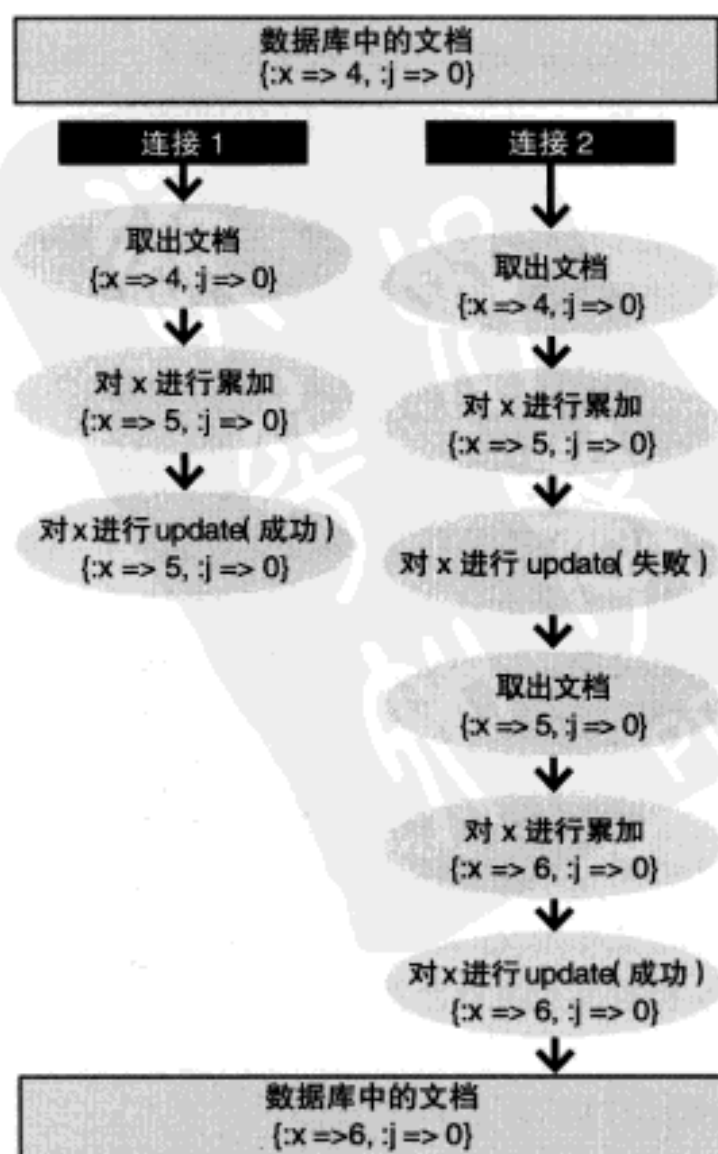 数据库中的文档
{:x => 4, :j => 0}
连接 1
取出文档
{:x => 4, :j => 0}
对 x 进行累加
{:x => 5, :j => 0}
对 x 进行 update( 成功 )
{:x => 5, :j => 0}
连接 2
取出文档
{:x => 4, :j => 0}
对 x 进行累加
{:x => 5, :j => 0}
对 x 进行 update( 失败 )
取出文档
{:x => 5, :j => 0}
对 x 进行累加
{:x => 6, :j => 0}
对 x 进行 update( 成功 )
{:x => 6, :j => 0}
数据库中的文档
{:x =>6, :j => 0}